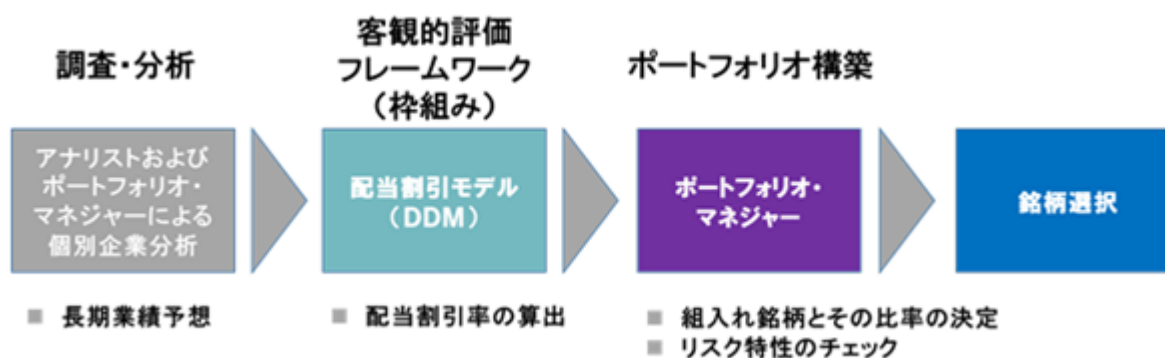 調査・分析
客観的評価
フレームワーク
(枠組み)
ポートフォリオ構築
アナリストおよび
ポートフォリオ・
マネジャーによる
個別企業分析
配当割引モデル
(DDM)
ポートフォリオ・
マネジャー
銘柄選択
■ 長期業績予想
■ 配当割引率の算出
■ 組入れ銘柄とその比率の決定
■ リスク特性のチェック